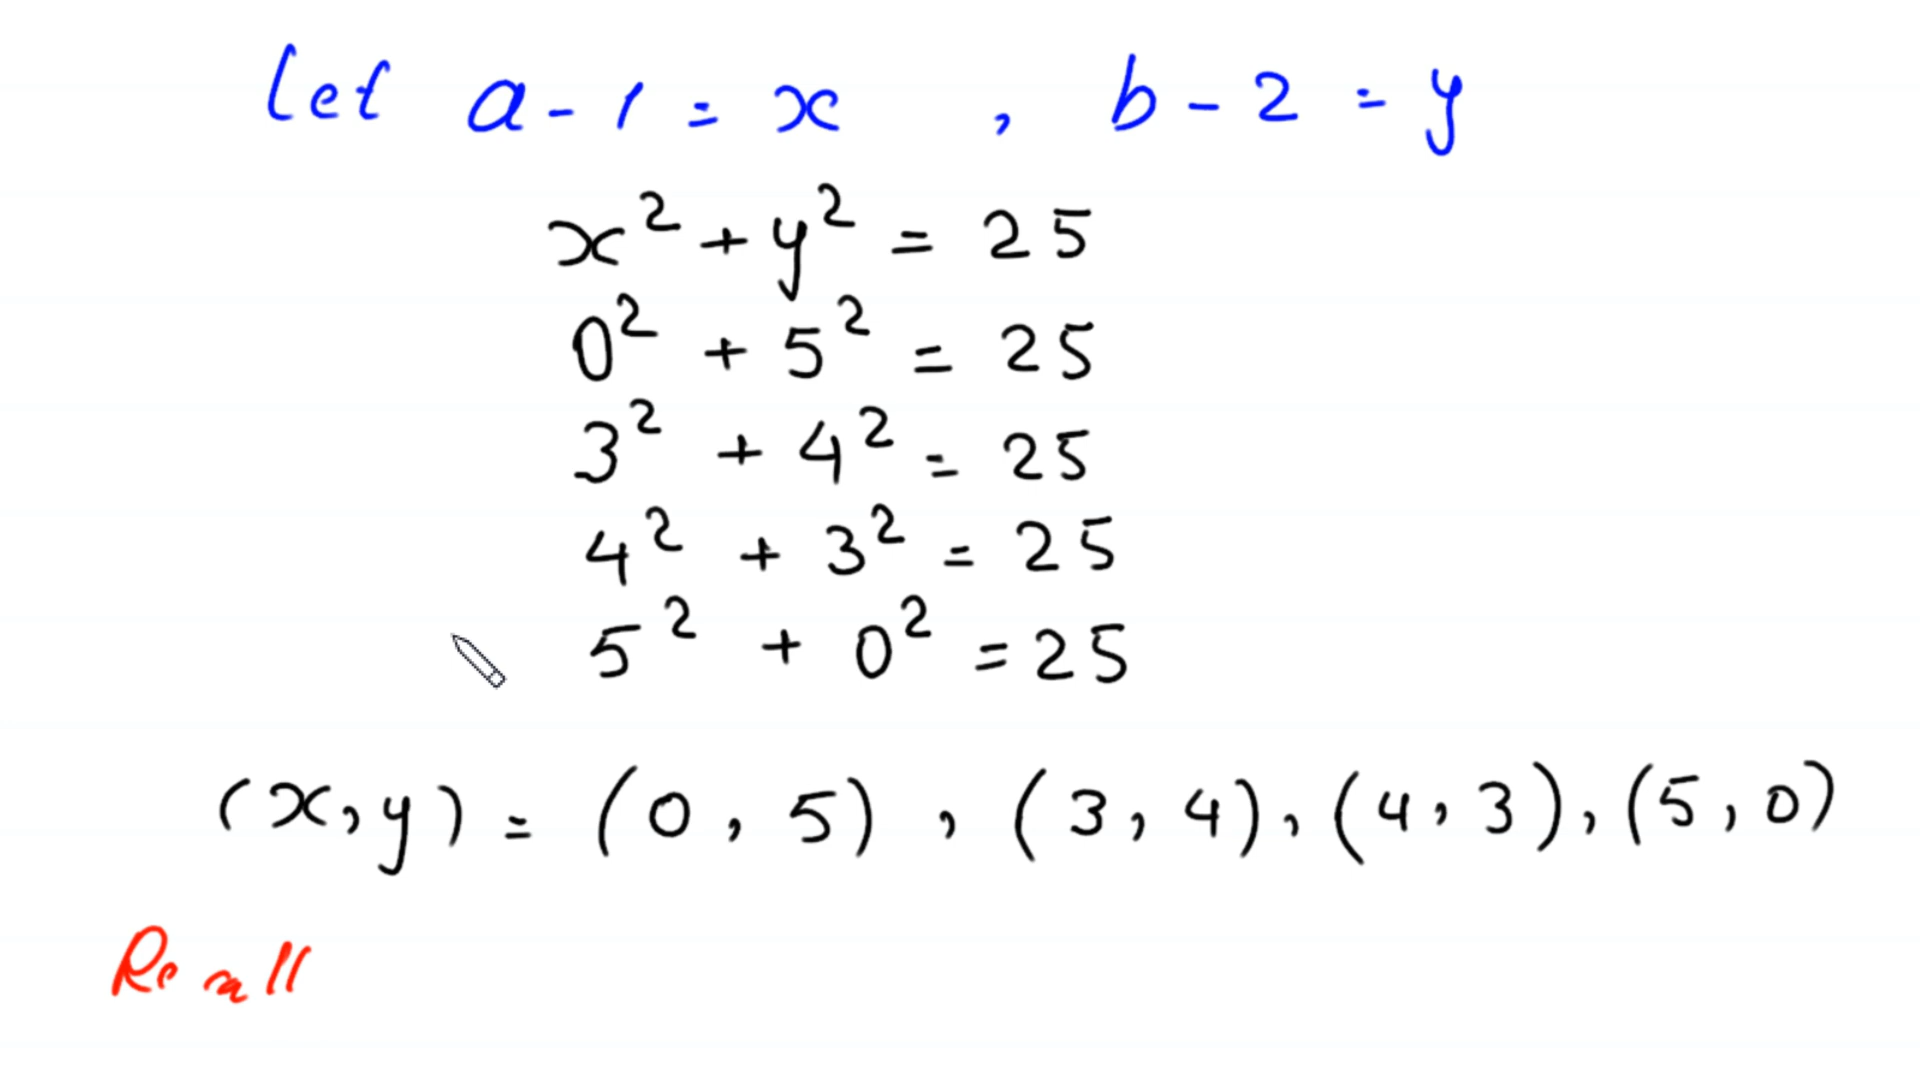 Let a - 1 = x , b - 2 = y
x² + y² = 25
0² + 5² = 25
3² + 4² = 25
4² + 3² = 25
5² + 0² = 25
(x, y) = (0, 5), (3, 4), (4, 3), (5, 0)
Recall